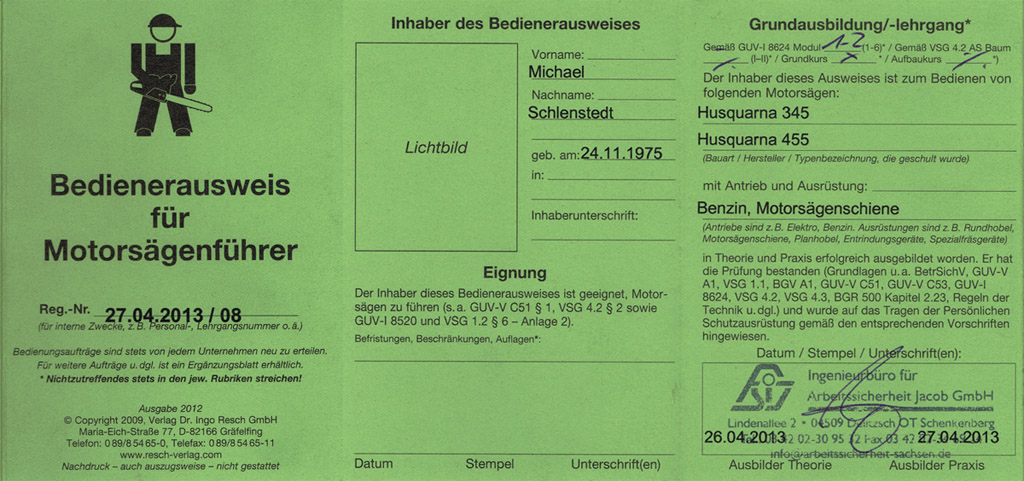 Bedienerausweis
für
Motorsägenführer
Reg.-Nr. 27.04.2013 / 08
(für interne Zwecke, z.B. Personal-, Lehrgangsnummer o.ä.)
Bedienungsaufträge sind stets von jedem Unternehmen neu zu erteilen.
Für weitere Aufträge u. dgl. ist ein Ergänzungsblatt erhältlich.
* Nichtzutreffendes stets in den jew. Rubriken streichen!
Ausgabe 2012
© Copyright 2009, Verlag Dr. Ingo Resch GmbH
Maria-Eich-Straße 77, D-82166 Gräfelfing
Telefon: 0 89/8 54 65-0, Telefax: 0 89/8 54 65-11
www.resch-verlag.com
Nachdruck – auch auszugsweise – nicht gestattet
Inhaber des Bedienerausweises
Lichtbild
Vorname:
Michael
Nachname:
Schlenstedt
geb. am: 24.11.1975
in:
Inhaberunterschrift:
Eignung
Der Inhaber dieses Bedienerausweises ist geeignet, Motor-
sägen zu führen (s. a. GUV-V C51 § 1, VSG 4.2 § 2 sowie
GUV-I 8520 und VSG 1.2 § 6 – Anlage 2).
Befristungen, Beschränkungen, Auflagen*:
Datum Stempel Unterschrift(en)
Grundausbildung/-lehrgang*
Gemäß GUV-I 8624 Modul 1-2 (1-6)* / Gemäß VSG 4.2 AS Baum
(I–II)* / Grundkurs * / Aufbaukurs *)
Der Inhaber dieses Ausweises ist zum Bedienen von
folgenden Motorsägen:
Husquarna 345
Husquarna 455
(Bauart / Hersteller / Typenbezeichnung, die geschult wurde)
mit Antrieb und Ausrüstung:
Benzin, Motorsägenschiene
(Antriebe sind z. B. Elektro, Benzin. Ausrüstungen sind z. B. Rundhobel,
Motorsägenschiene, Planhobel, Entrindungsgeräte, Spezialfräsgeräte)
in Theorie und Praxis erfolgreich ausgebildet worden. Er hat
die Prüfung bestanden (Grundlagen u. a. BetrSichV, GUV-V
A1, VSG 1.1, BGV A1, GUV-V C51, GUV-V C53, GUV-I
8624, VSG 4.2, VSG 4.3, BGR 500 Kapitel 2.23, Regeln der
Technik u. dgl.) und wurde auf das Tragen der Persönlichen
Schutzausrüstung gemäß den entsprechenden Vorschriften
hingewiesen.
Datum / Stempel / Unterschrift(en):
Ingenieurbüro für
Arbeitssicherheit Jacob GmbH
Lindenallee 2 • 04509 OT Schenkenberg
26.04.2013 27.04.2013
info@arbeitssicherheit-sachsen.de
Ausbilder Theorie Ausbilder Praxis